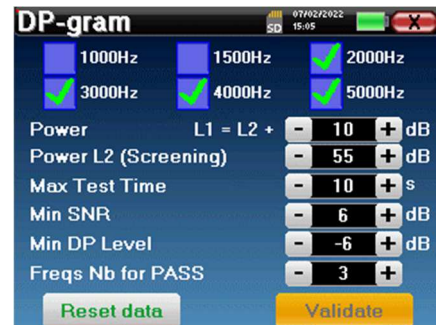 DP-gram SD 07/02/2022 15:05 X
1000Hz 1500Hz 2000Hz
3000Hz 4000Hz 5000Hz
Power L1 = L2 + - 10 + dB
Power L2 (Screening) - 55 + dB
Max Test Time - 10 + s
Min SNR - 6 + dB
Min DP Level - -6 + dB
Freqs Nb for PASS - 3 +
Reset data Validate